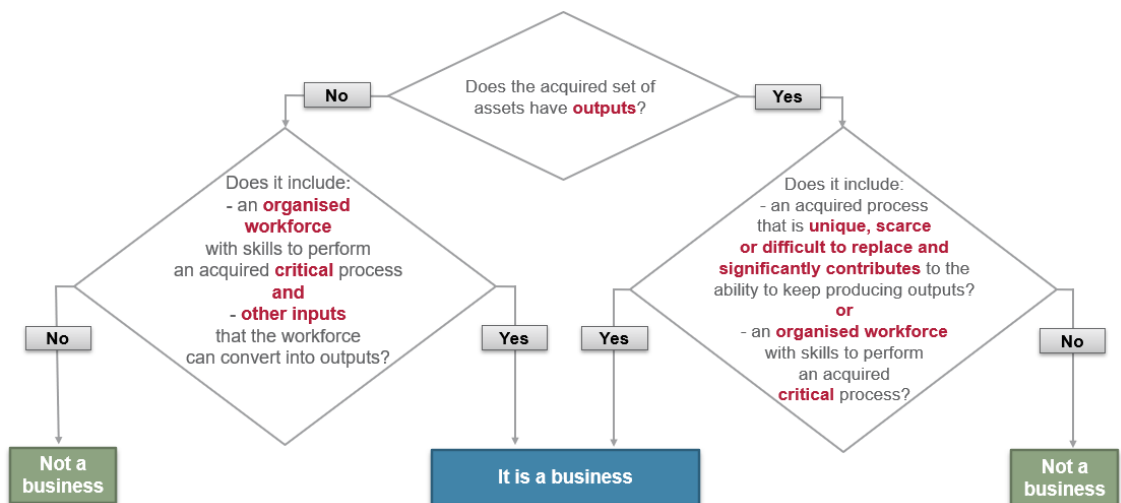 Does the acquired set of
assets have outputs?
No
Yes
Does it include:
- an organised
workforce
with skills to perform
an acquired critical process
and
- other inputs
that the workforce
can convert into outputs?
Does it include:
- an acquired process
that is unique, scarce
or difficult to replace and
significantly contributes to the
ability to keep producing outputs?
or
- an organised workforce
with skills to perform
an acquired
critical process?
No
Yes
Yes
No
Not a
business
It is a business
Not a
business